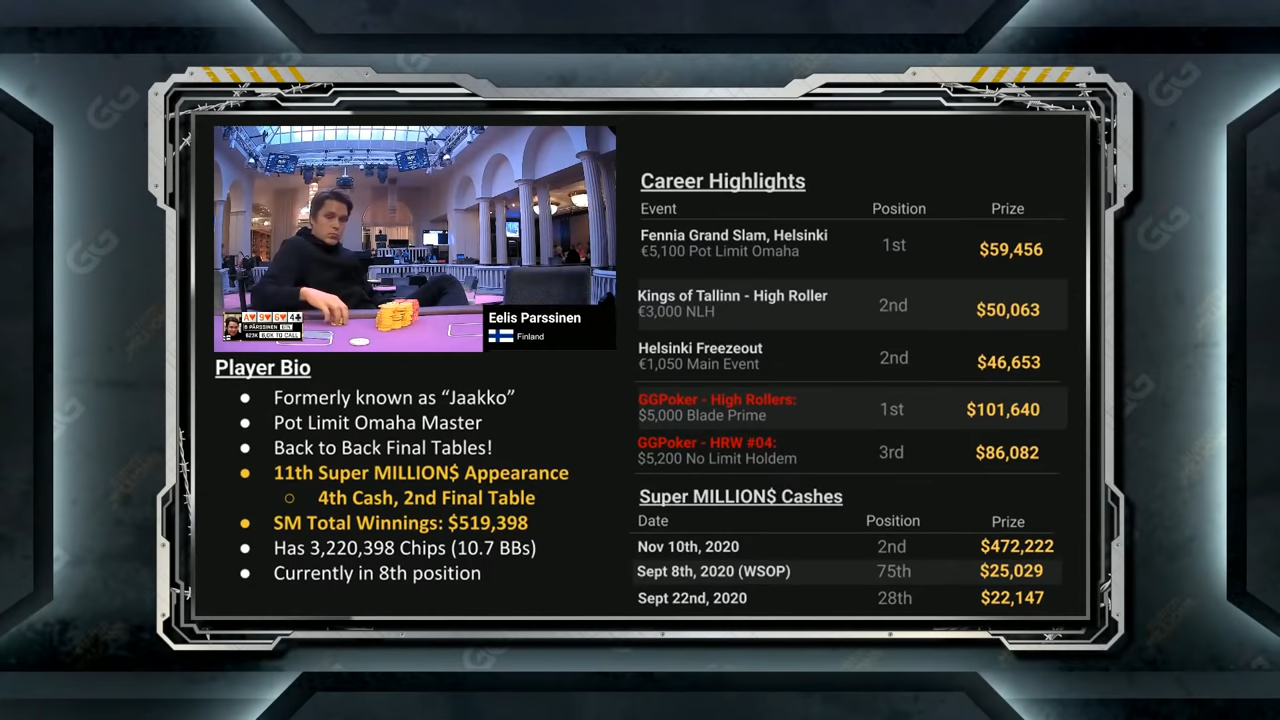 A♥ 9♥ 6♥ 4♣
Eelis Parssinen
Finland
Player Bio
Formerly known as “Jaakko”
Pot Limit Omaha Master
Back to Back Final Tables!
11th Super MILLION$ Appearance
4th Cash, 2nd Final Table
SM Total Winnings: $519,398
Has 3,220,398 Chips (10.7 BBs)
Currently in 8th position
Career Highlights
Event Position Prize
Fennia Grand Slam, Helsinki
€5,100 Pot Limit Omaha 1st $59,456
Kings of Tallinn - High Roller
€3,000 NLH 2nd $50,063
Helsinki Freezeout
€1,050 Main Event 2nd $46,653
GGPoker - High Rollers:
$5,000 Blade Prime 1st $101,640
GGPoker - HRW #04:
$5,200 No Limit Holdem 3rd $86,082
Super MILLION$ Cashes
Date Position Prize
Nov 10th, 2020 2nd $472,222
Sept 8th, 2020 (WSOP) 75th $25,029
Sept 22nd, 2020 28th $22,147